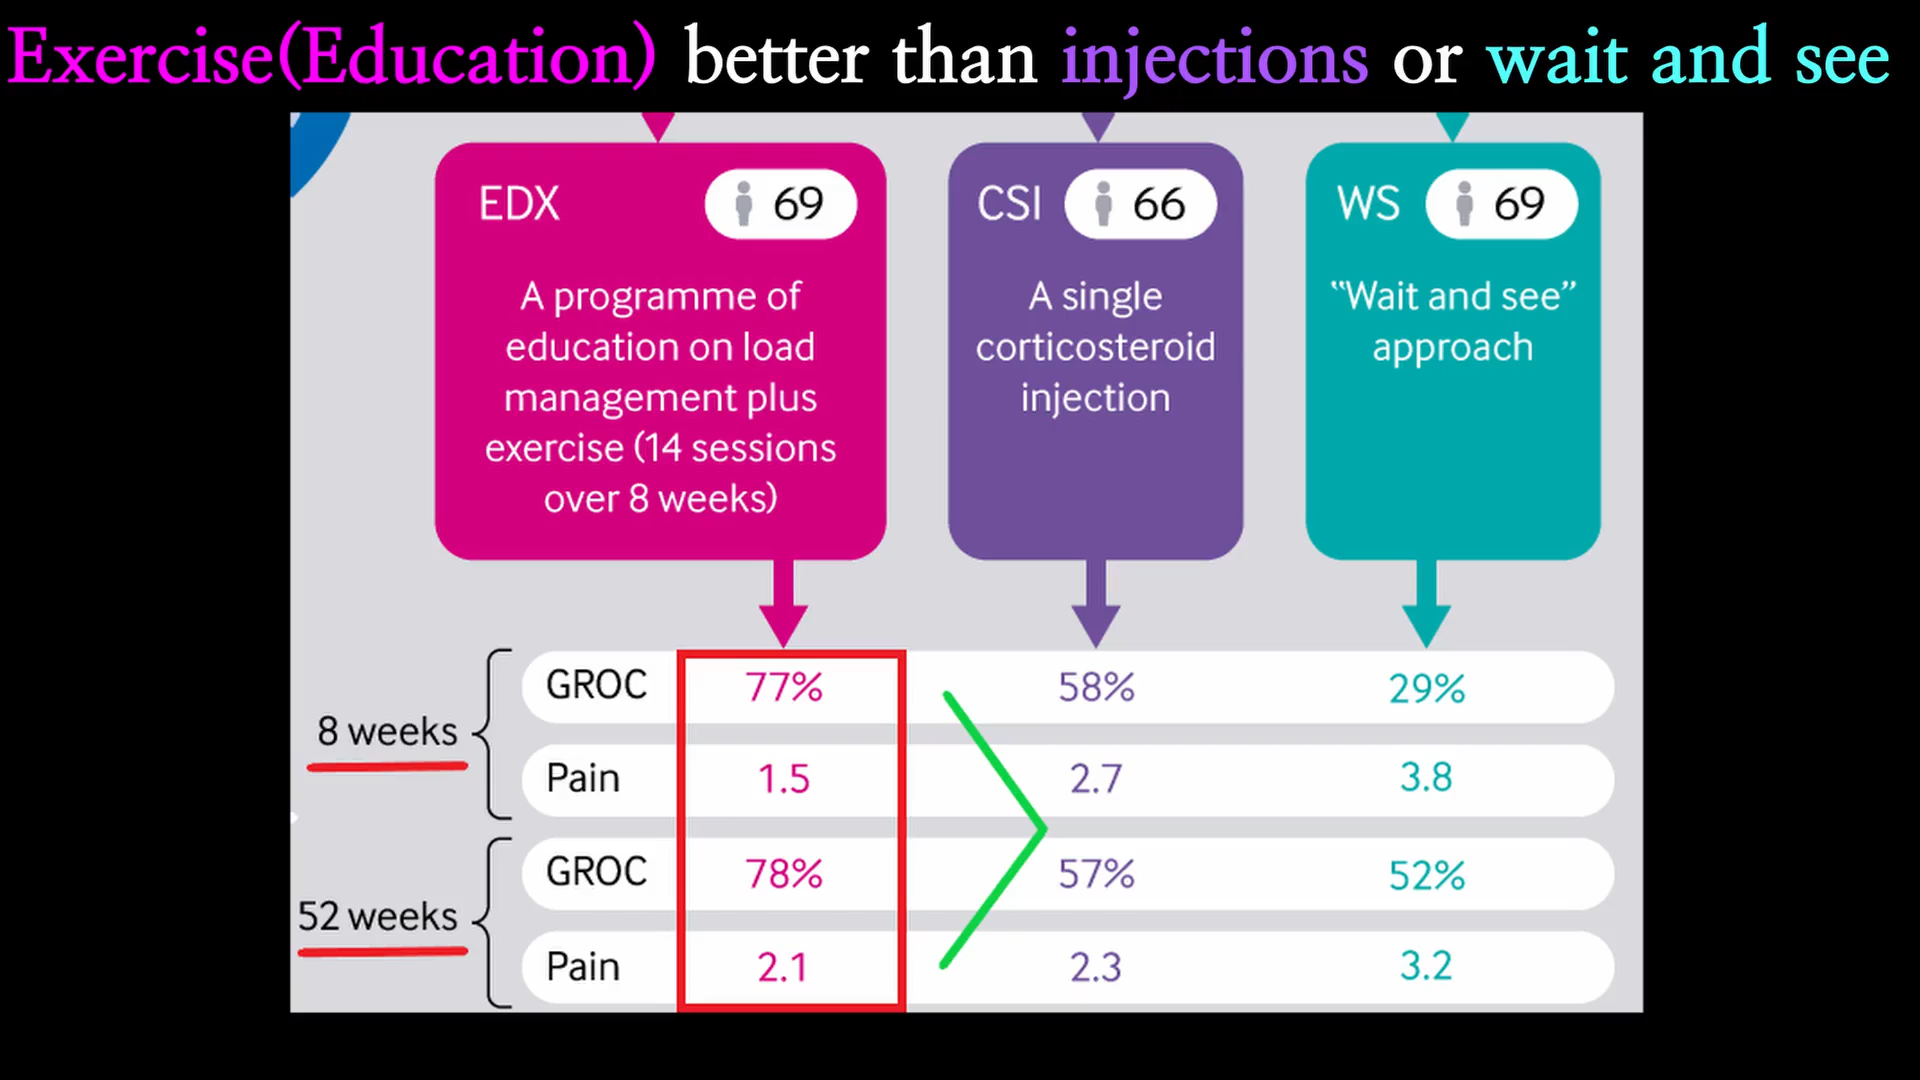 Exercise(Education) better than injections or wait and see
EDX 69
A programme of
education on load
management plus
exercise (14 sessions
over 8 weeks)
CSI 66
A single
corticosteroid
injection
WS 69
“Wait and see”
approach
8 weeks
GROC 77% 58% 29%
Pain 1.5 2.7 3.8
52 weeks
GROC 78% 57% 52%
Pain 2.1 2.3 3.2